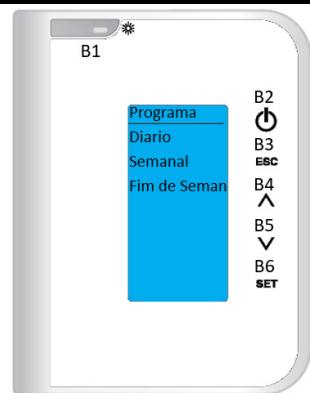 B1
Programa
Diario
Semanal
Fim de Seman
B2
B3
ESC
B4
B5
B6
SET